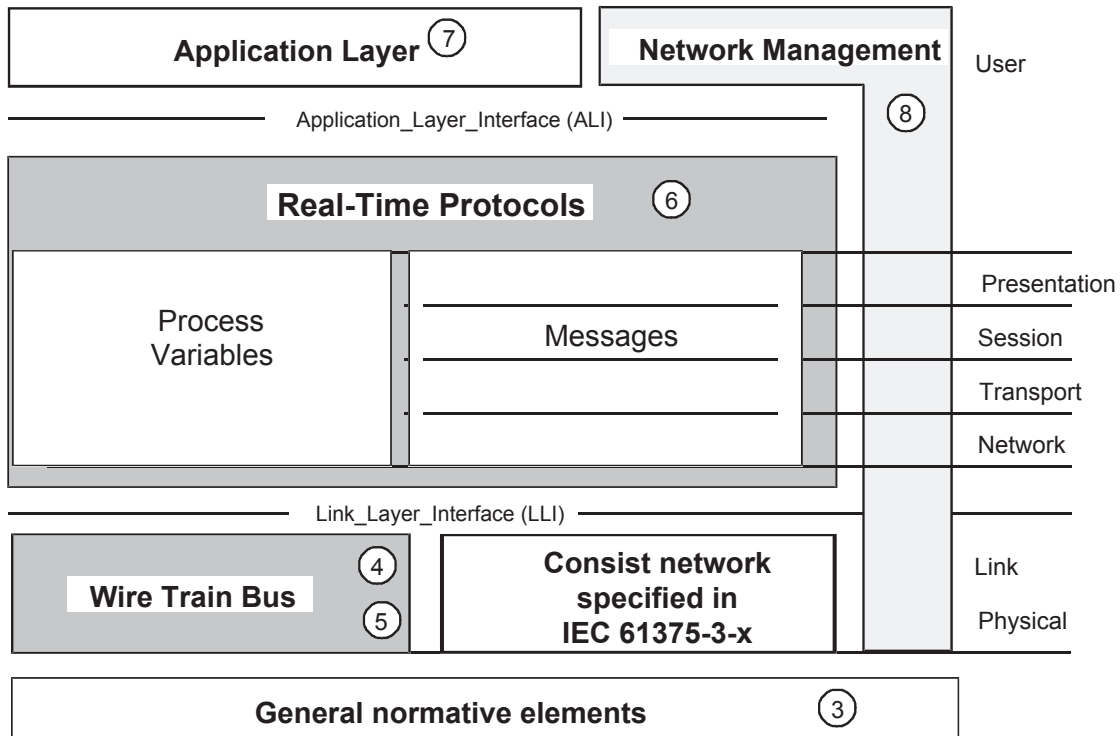 Application Layer 7
Network Management
User
8
Application_Layer_Interface (ALI)
Real-Time Protocols 6
Process
Variables
Messages
Presentation
Session
Transport
Network
Link_Layer_Interface (LLI)
Wire Train Bus
4
5
Consist network
specified in
IEC 61375-3-x
Link
Physical
General normative elements 3